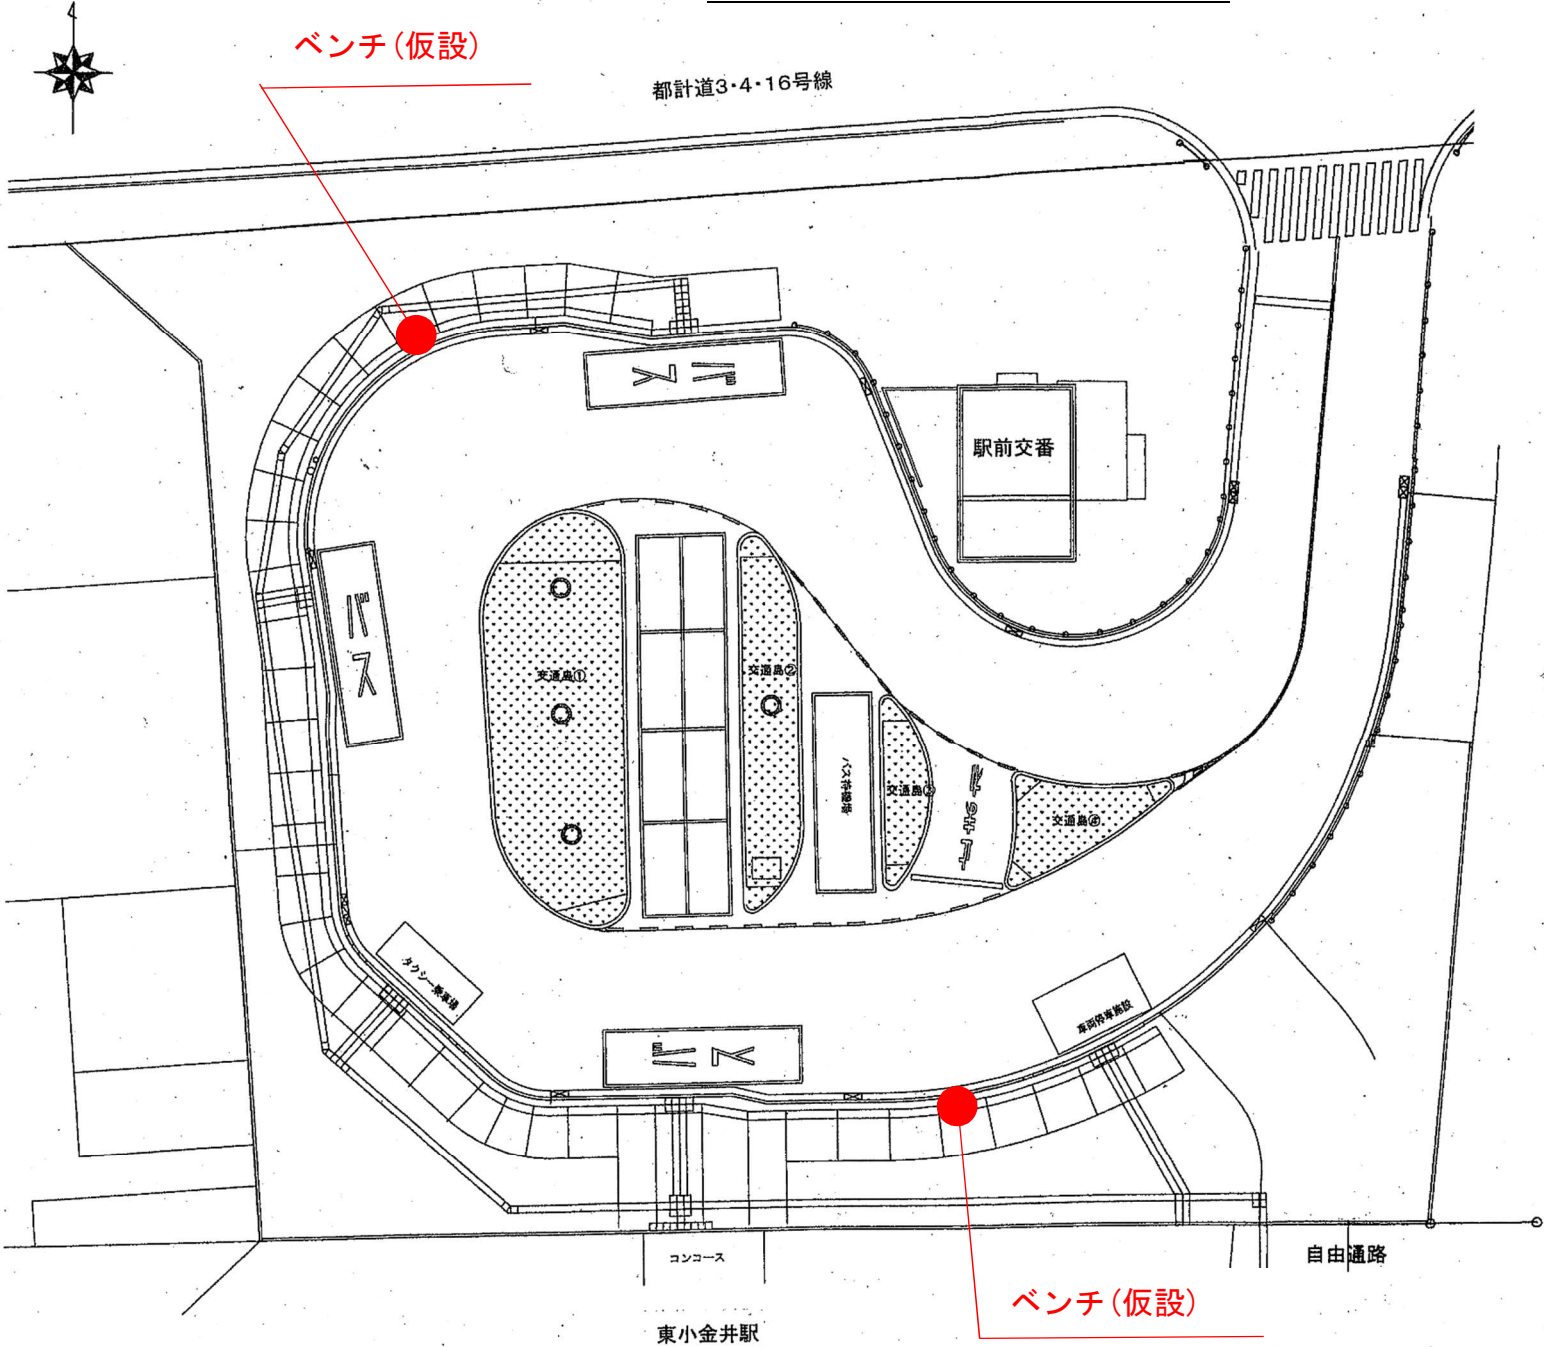 ベンチ(仮設)
都計道3・4・16号線
バス
駅前交番
バス
交通島①
交通島②
バス待機場
交通島③
交通島④
タクシー乗車場
バス
車両停車施設
コンコース
自由通路
ベンチ(仮設)
東小金井駅